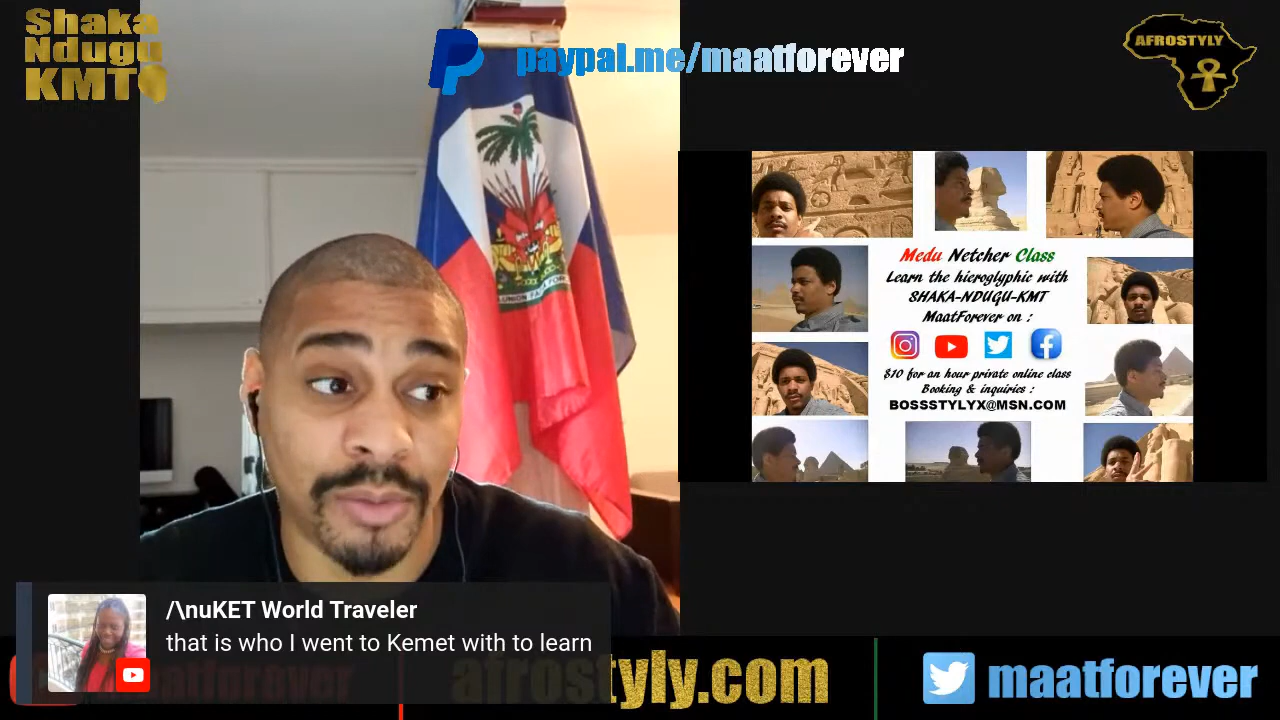 Shaka
Ndugu
KMT
paypal.me/maatforever
AFROSTYLY
Medu Netcher Class
Learn the hieroglyphic with
SHAKA-NDUGU-KMT
MaatForever on :
$10 for an hour private online class
Booking & inquiries :
BOSSSTYLYX@MSN.COM
/\nuKET World Traveler
that is who I went to Kemet with to learn
maatforever
afrostyly.com
maatforever